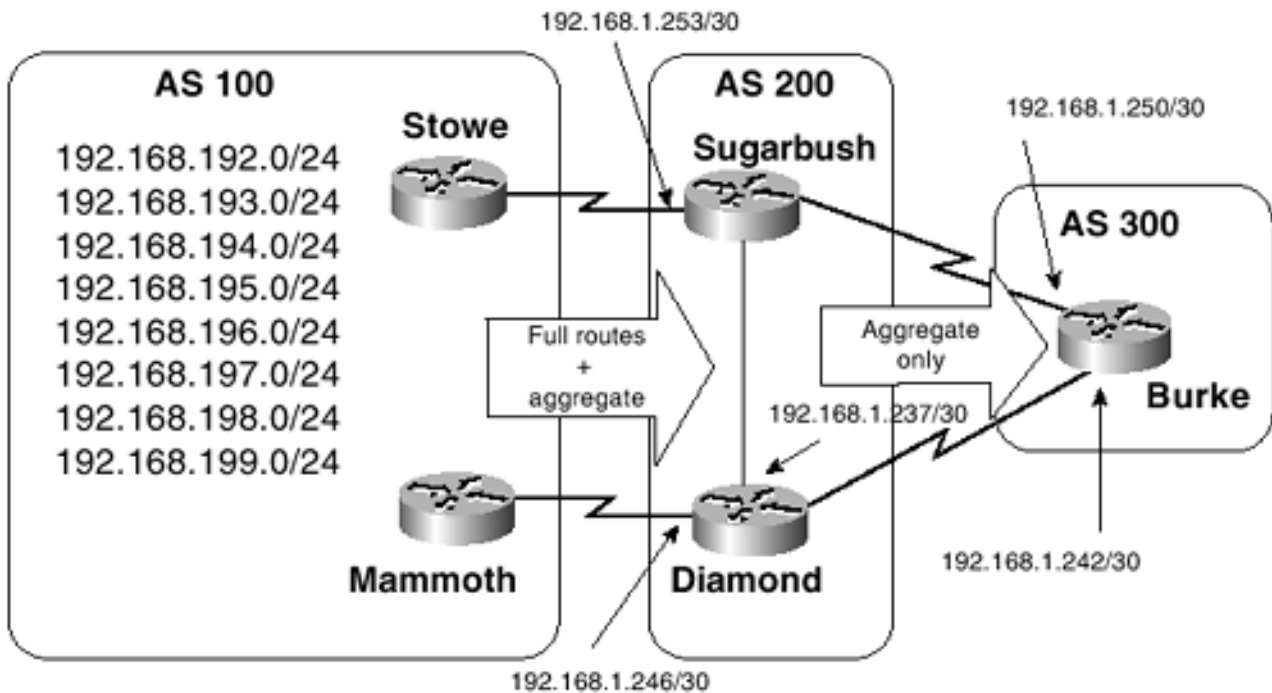 192.168.1.253/30
AS 100
AS 200
192.168.1.250/30
Stowe
Sugarbush
192.168.192.0/24
192.168.193.0/24
192.168.194.0/24
192.168.195.0/24
192.168.196.0/24
192.168.197.0/24
192.168.198.0/24
192.168.199.0/24
AS 300
Full routes
+
aggregate
Aggregate
only
Burke
192.168.1.237/30
Mammoth
Diamond
192.168.1.242/30
192.168.1.246/30